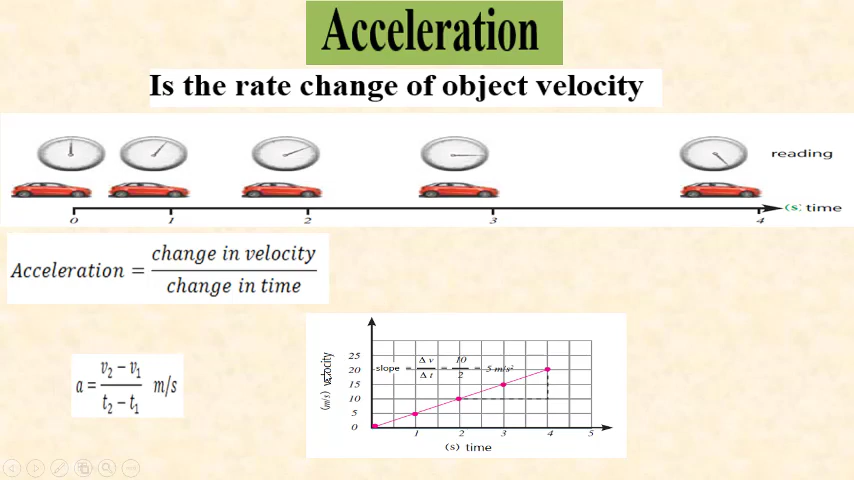 Acceleration
Is the rate change of object velocity
reading
0 1 2 3 4 (s) time
Acceleration = change in velocity / change in time
a = v₂ − v₁ / t₂ − t₁ m/s
(m/s) velocity
25
20
15
10
5
0
slope = Δ v / Δ t = 10 / 2 = 5 m/s²
1 2 3 4 5
(s) time